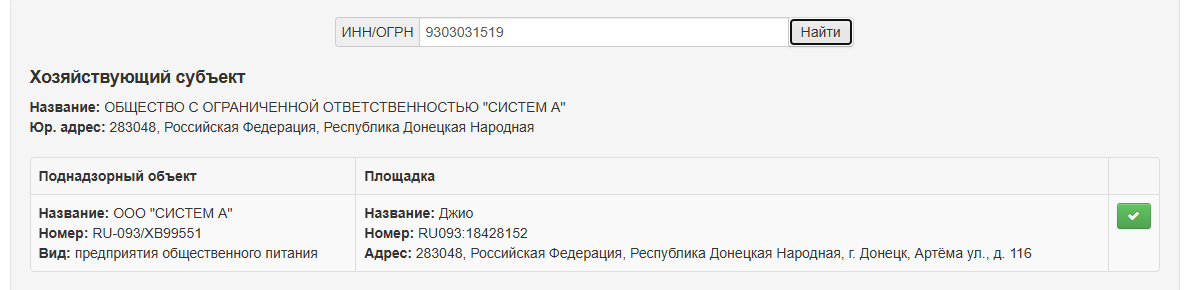 ИНН/ОГРН 9303031519 Найти
Хозяйствующий субъект
Название: ОБЩЕСТВО С ОГРАНИЧЕННОЙ ОТВЕТСТВЕННОСТЬЮ "СИСТЕМ А"
Юр. адрес: 283048, Российская Федерация, Республика Донецкая Народная
Поднадзорный объект Площадка
Название: ООО "СИСТЕМ А" Название: Джио
Номер: RU-093/XB99551 Номер: RU093:18428152
Вид: предприятия общественного питания Адрес: 283048, Российская Федерация, Республика Донецкая Народная, г. Донецк, Артёма ул., д. 116